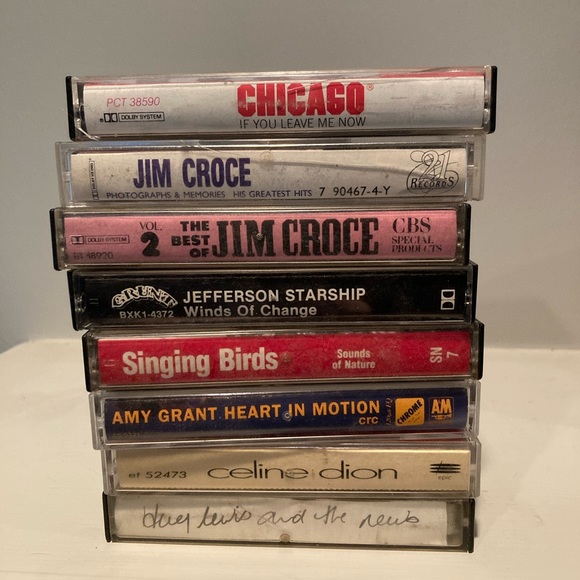 PCT 38590
CHICAGO®
DOLBY SYSTEM
IF YOU LEAVE ME NOW
JIM CROCE
PHOTOGRAPHS & MEMORIES HIS GREATEST HITS 7 90467-4-Y
21
RECORDS
VOL. 2
THE BEST OF
JIM CROCE
CBS
SPECIAL
PRODUCTS
DOLBY SYSTEM
GRUNT
BXK1-4372
JEFFERSON STARSHIP
Winds Of Change
Singing Birds
Sounds
of Nature
SN
7
AMY GRANT HEART IN MOTION
crc
CHROME
A&M
et 52473
celine dion
epic
Huey lewis and the news